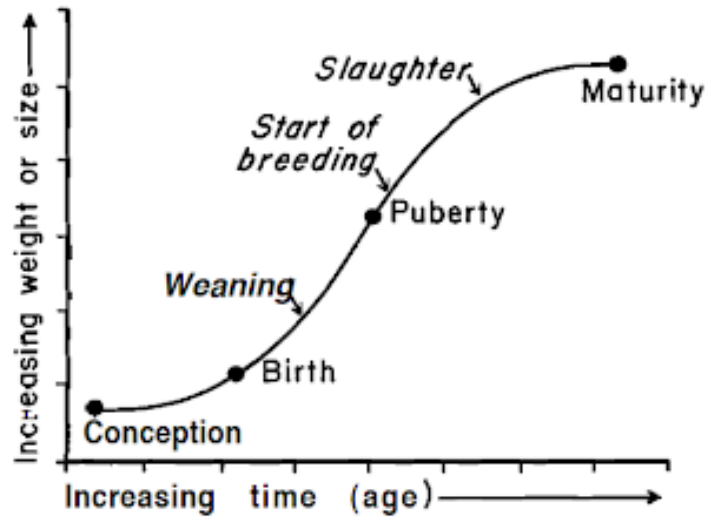 Increasing weight or size
Slaughter
Maturity
Start of
breeding
Puberty
Weaning
Birth
Conception
Increasing time (age)